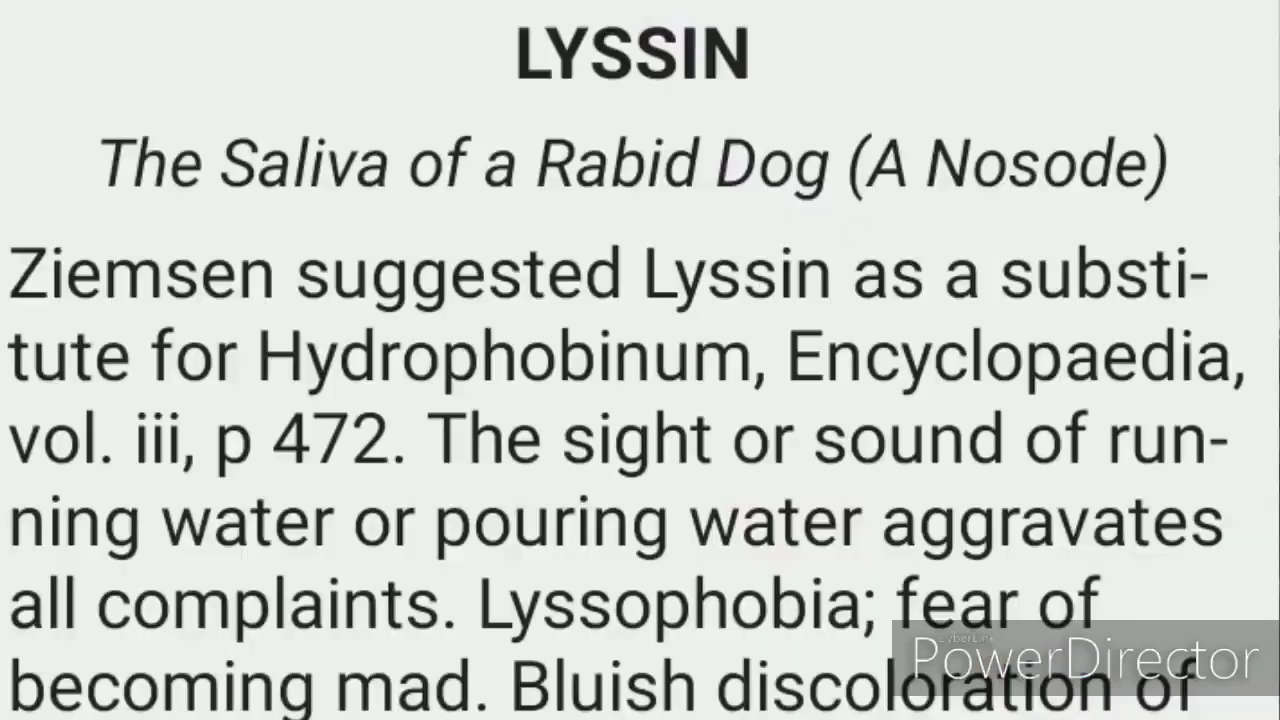 LYSSIN
The Saliva of a Rabid Dog (A Nosode)
Ziemsen suggested Lyssin as a substi-
tute for Hydrophobinum, Encyclopaedia,
vol. iii, p 472. The sight or sound of run-
ning water or pouring water aggravates
all complaints. Lyssophobia; fear of
becoming mad. Bluish discoloration of
CyberLink
PowerDirector